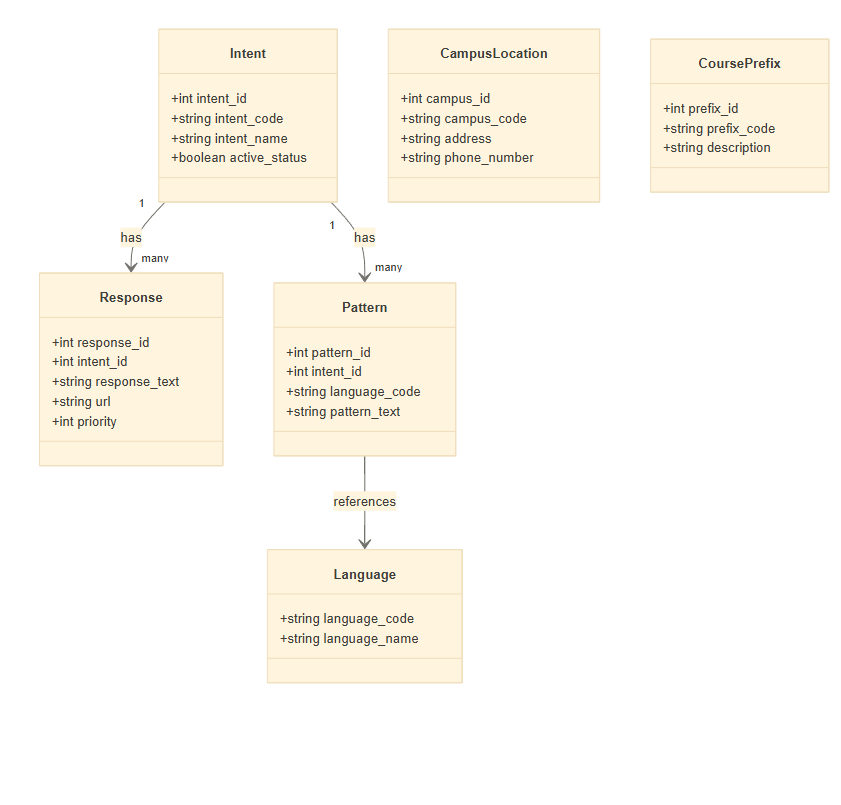 Intent
+int intent_id
+string intent_code
+string intent_name
+boolean active_status
CampusLocation
+int campus_id
+string campus_code
+string address
+string phone_number
CoursePrefix
+int prefix_id
+string prefix_code
+string description
1
has
many
1
has
many
Response
+int response_id
+int intent_id
+string response_text
+string url
+int priority
Pattern
+int pattern_id
+int intent_id
+string language_code
+string pattern_text
references
Language
+string language_code
+string language_name